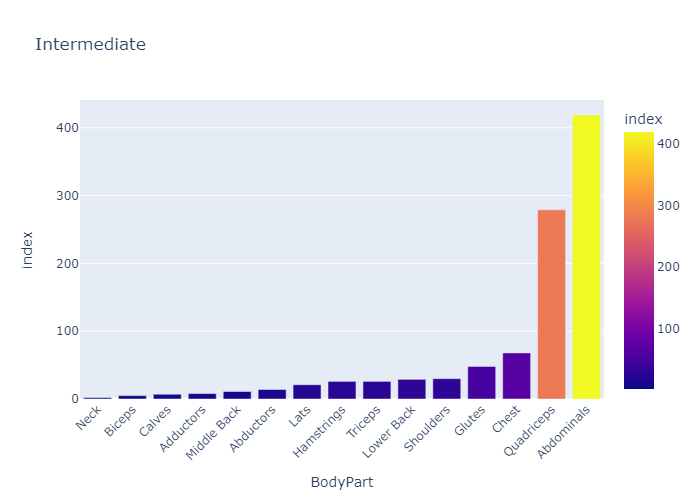 Intermediate
index
400
300
200
100
0
index
400
300
200
100
Neck
Biceps
Calves
Adductors
Middle Back
Abductors
Lats
Hamstrings
Triceps
Lower Back
Shoulders
Glutes
Chest
Quadriceps
Abdominals
BodyPart